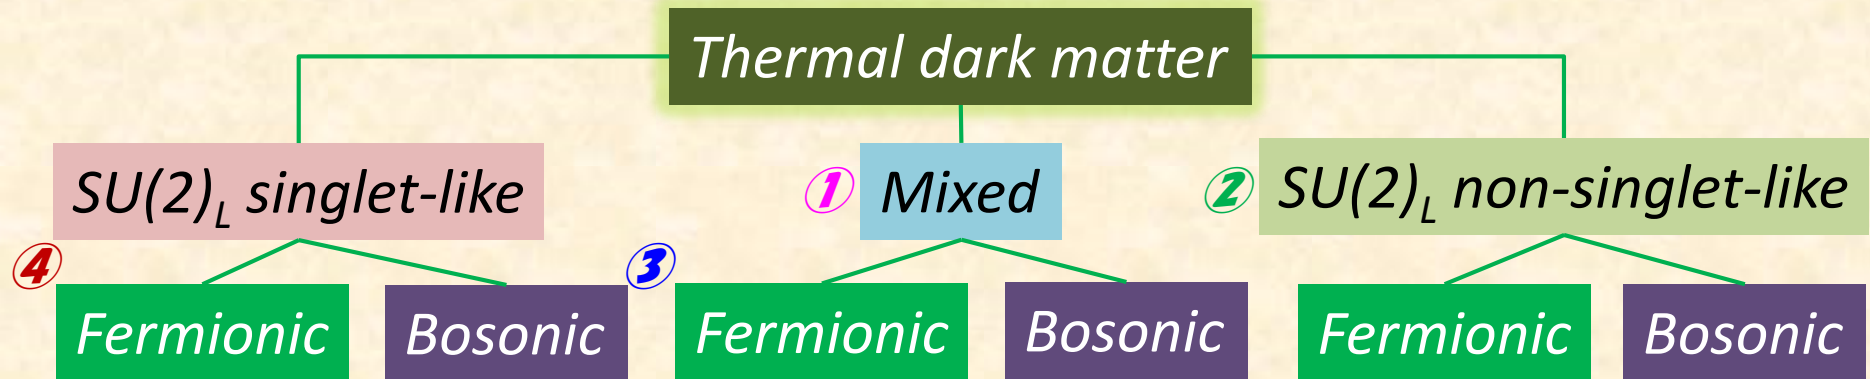 Thermal dark matter
SU(2)L singlet-like
① Mixed
② SU(2)L non-singlet-like
④ Fermionic
Bosonic
③ Fermionic
Bosonic
Fermionic
Bosonic